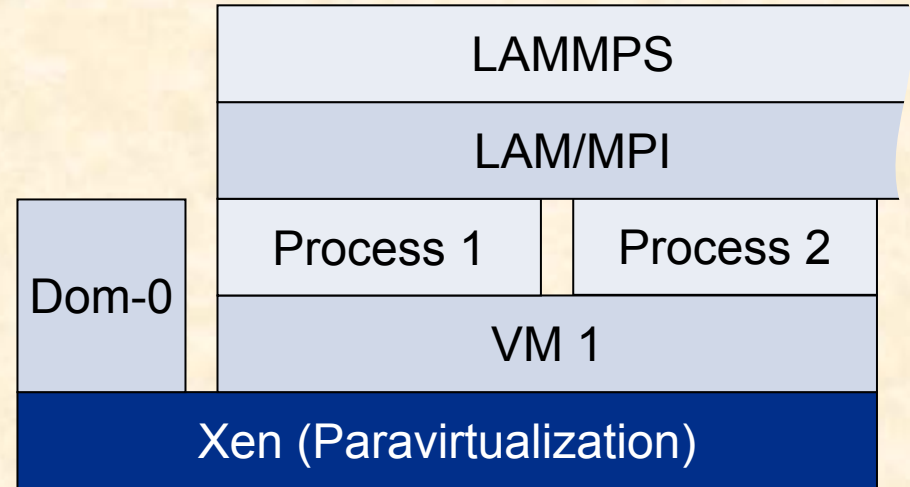 LAMMPS
LAM/MPI
Process 1
Process 2
Dom-0
VM 1
Xen (Paravirtualization)